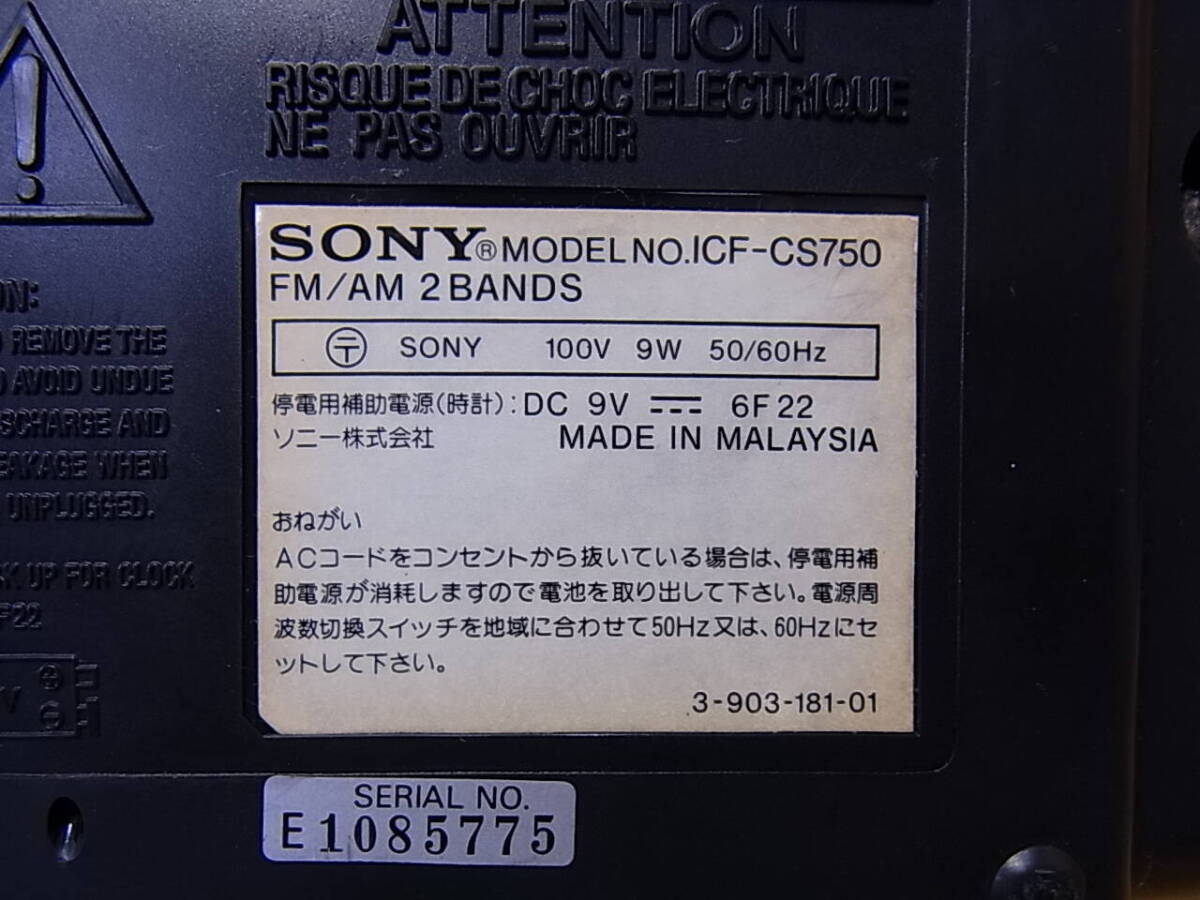 ATTENTION
RISQUE DE CHOC ELECTRIQUE
NE PAS OUVRIR
REMOVE THE
AVOID UNDUE
AND
WHEN
UNPLUGGED.
UP FOR CLOCK
SONY® MODEL NO. ICF-CS750
FM/AM 2 BANDS
〒 SONY 100V 9W 50/60Hz
停電用補助電源(時計): DC 9V ⎓ 6F22
ソニー株式会社 MADE IN MALAYSIA
おねがい
ACコードをコンセントから抜いている場合は、停電用補
助電源が消耗しますので電池を取り出して下さい。電源周
波数切換スイッチを地域に合わせて50Hz又は、60Hzにセ
ットして下さい。
3-903-181-01
SERIAL NO.
E1085775